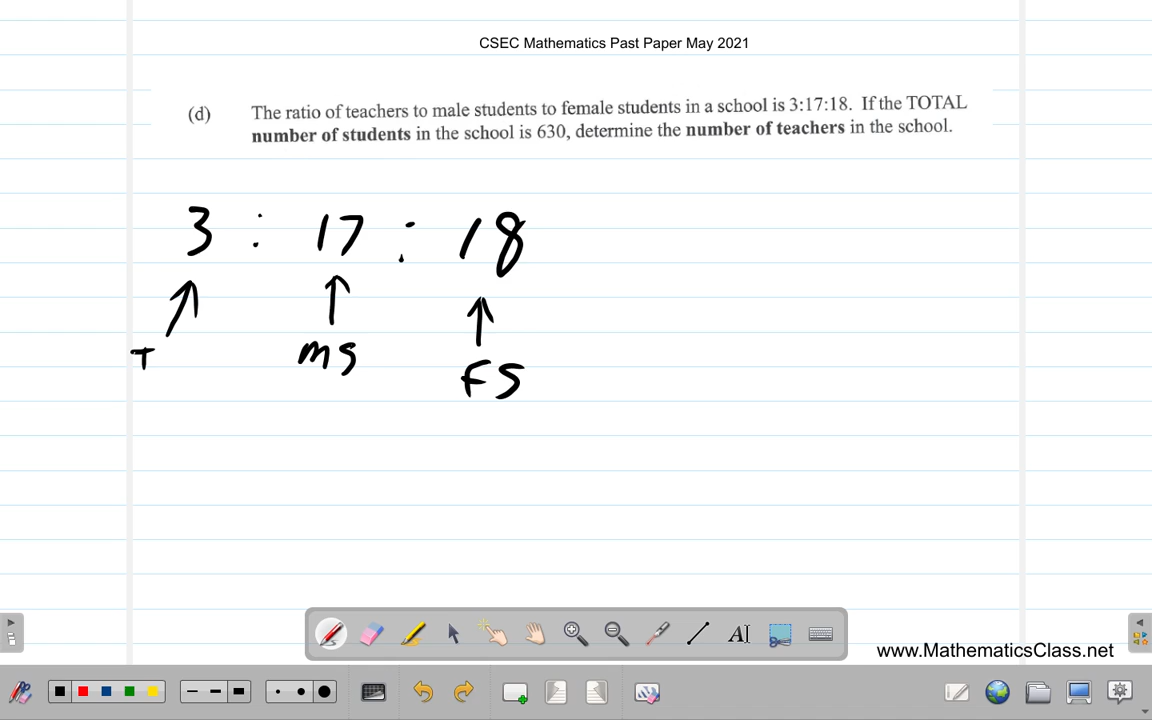 CSEC Mathematics Past Paper May 2021
(d) The ratio of teachers to male students to female students in a school is 3:17:18. If the TOTAL
number of students in the school is 630, determine the number of teachers in the school.
3 : 17 : 18
T ms FS
www.MathematicsClass.net